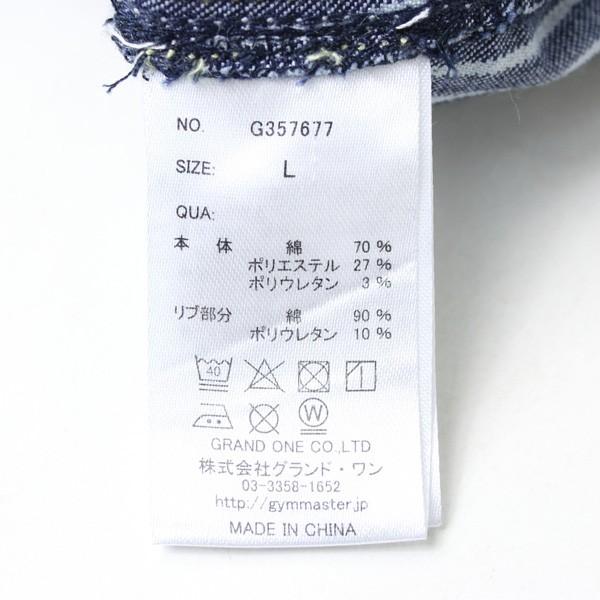 NO. G357677
SIZE: L
QUA:
本 体 綿 70 %
ポリエステル 27 %
ポリウレタン 3 %
リブ部分 綿 90 %
ポリウレタン 10 %
40
W
GRAND ONE CO.,LTD
株式会社グランド・ワン
03-3358-1652
http://gymmaster.jp
MADE IN CHINA